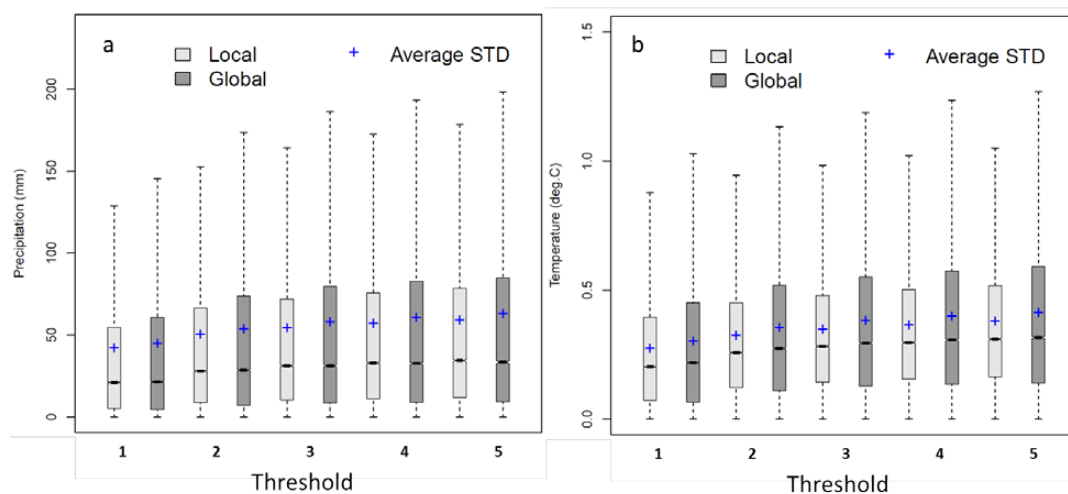 a
Local
Global
+ Average STD
Precipitation (mm)
200
150
100
50
0
1 2 3 4 5
Threshold
b
Local
Global
+ Average STD
Temperature (deg.C)
1.5
1.0
0.5
0.0
1 2 3 4 5
Threshold